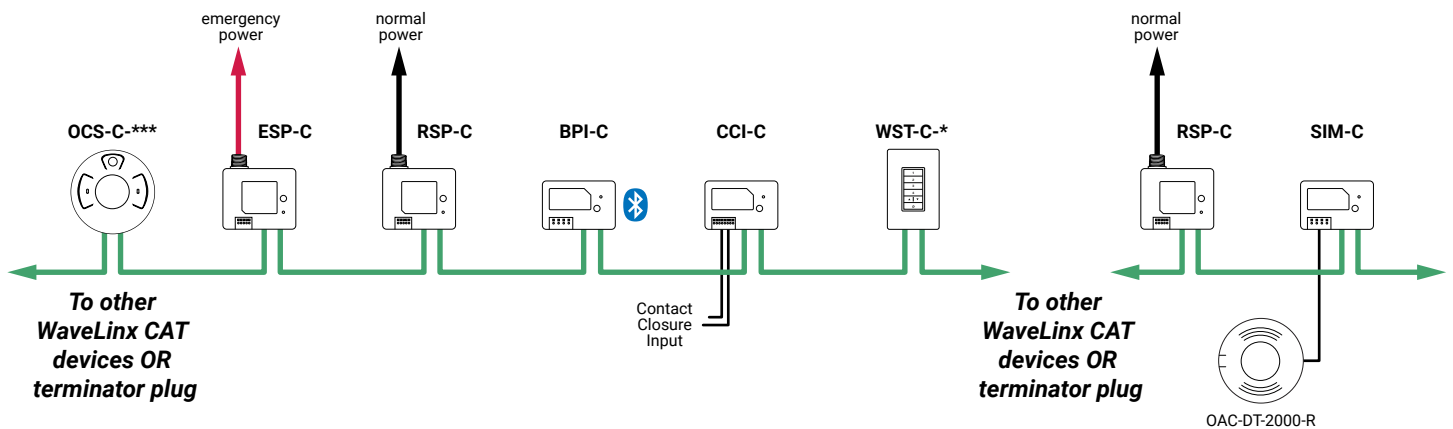 emergency
power
normal
power
normal
power
OCS-C-***
ESP-C
RSP-C
BPI-C
CCI-C
WST-C-*
RSP-C
SIM-C
To other
WaveLinx CAT
devices OR
terminator plug
Contact
Closure
Input
To other
WaveLinx CAT
devices OR
terminator plug
OAC-DT-2000-R